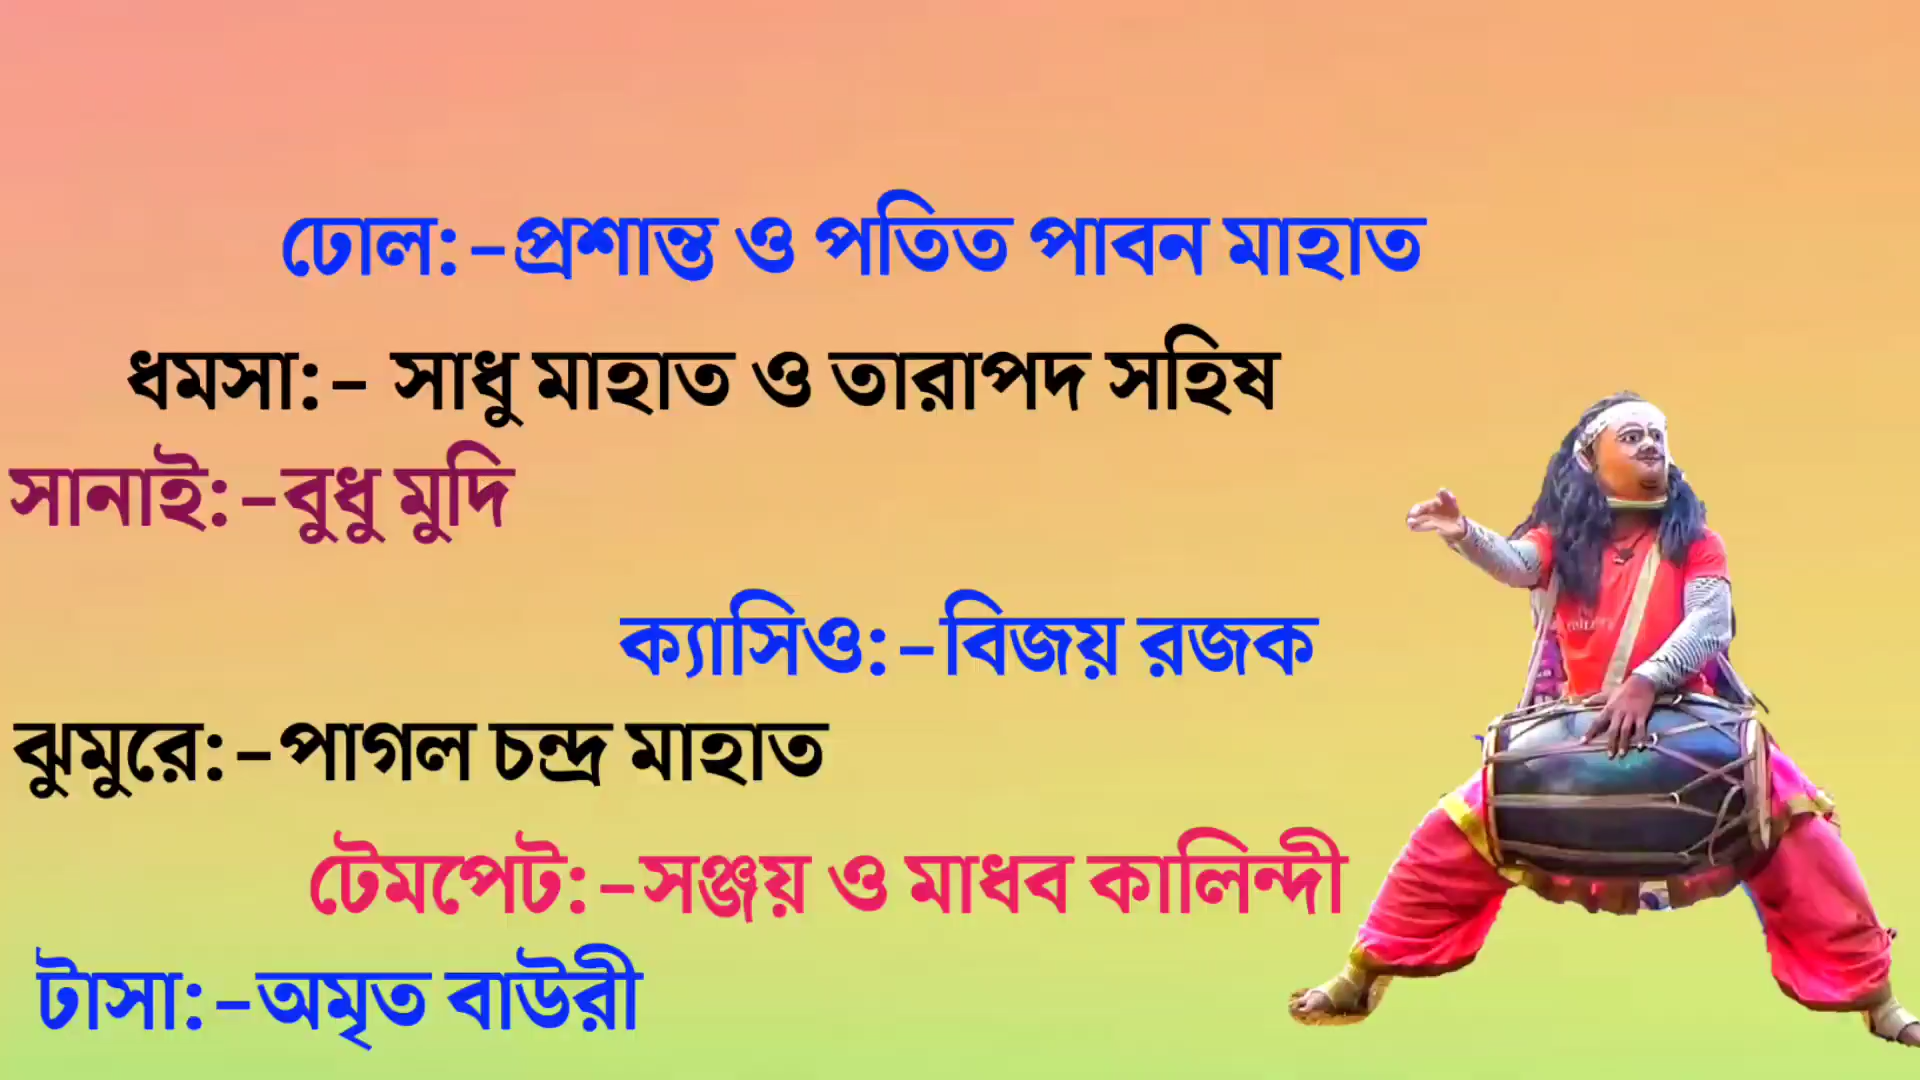 ঢোল:-প্রশান্ত ও পতিত পাবন মাহাত
ধমসা:- সাধু মাহাত ও তারাপদ সহিষ
সানাই:-বুধু মুদি
ক্যাসিও:-বিজয় রজক
ঝুমুরে:-পাগল চন্দ্র মাহাত
টেমপেট:-সঞ্জয় ও মাধব কালিন্দী
টাসা:-অমৃত বাউরী